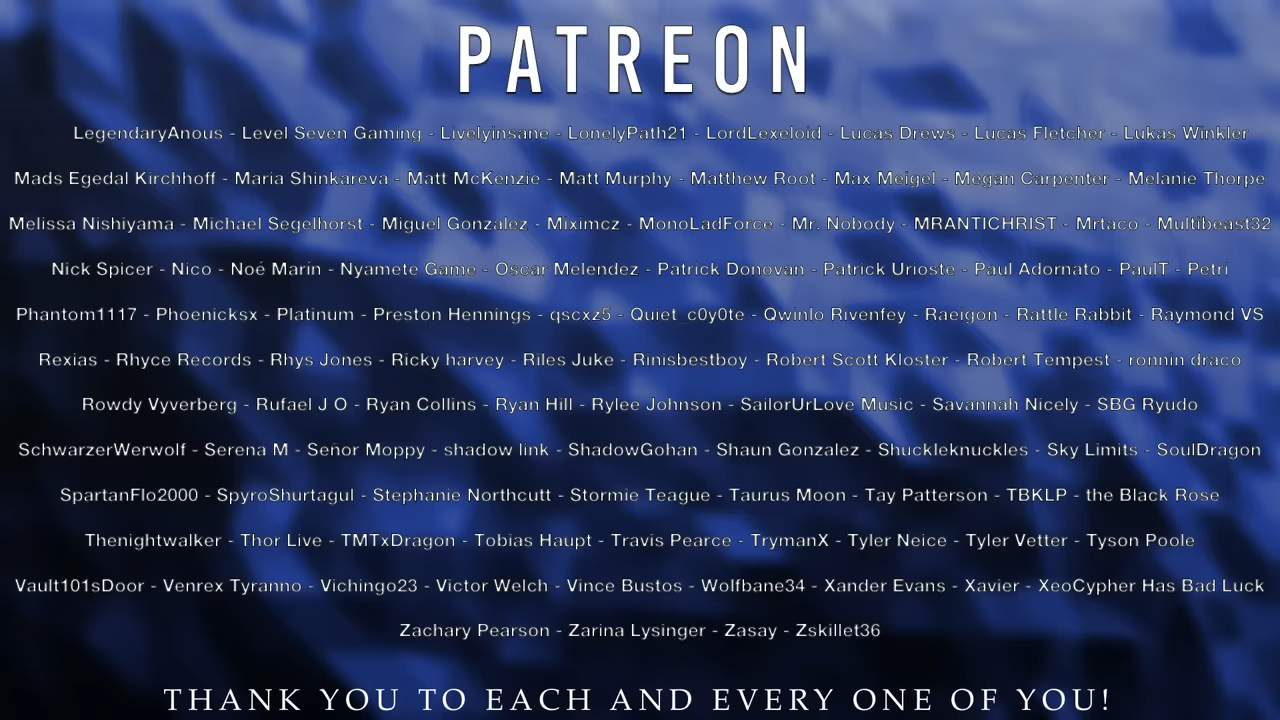 PATREON
LegendaryAnous - Level Seven Gaming - Livelyinsane - LonelyPath21 - LordLexeloid - Lucas Drews - Lucas Fletcher - Lukas Winkler
Mads Egedal Kirchhoff - Maria Shinkareva - Matt McKenzie - Matt Murphy - Matthew Root - Max Meigel - Megan Carpenter - Melanie Thorpe
Melissa Nishiyama - Michael Segelhorst - Miguel Gonzalez - Miximcz - MonoLadForce - Mr. Nobody - MRANTICHRIST - Mrtaco - Multibeast32
Nick Spicer - Nico - Noé Marin - Nyamete Game - Oscar Melendez - Patrick Donovan - Patrick Urioste - Paul Adornato - PaulT - Petri
Phantom1117 - Phoenicksx - Platinum - Preston Hennings - qscxz5 - Quiet_c0y0te - Qwinlo Rivenfey - Raeigon - Rattle Rabbit - Raymond VS
Rexias - Rhyce Records - Rhys Jones - Ricky harvey - Riles Juke - Rinisbestboy - Robert Scott Kloster - Robert Tempest - ronnin draco
Rowdy Vyverberg - Rufael J O - Ryan Collins - Ryan Hill - Rylee Johnson - SailorUrLove Music - Savannah Nicely - SBG Ryudo
SchwarzerWerwolf - Serena M - Señor Moppy - shadow link - ShadowGohan - Shaun Gonzalez - Shuckleknuckles - Sky Limits - SoulDragon
SpartanFlo2000 - SpyroShurtagul - Stephanie Northcutt - Stormie Teague - Taurus Moon - Tay Patterson - TBKLP - the Black Rose
Thenightwalker - Thor Live - TMTxDragon - Tobias Haupt - Travis Pearce - TrymanX - Tyler Neice - Tyler Vetter - Tyson Poole
Vault101sDoor - Venrex Tyranno - Vichingo23 - Victor Welch - Vince Bustos - Wolfbane34 - Xander Evans - Xavier - XeoCypher Has Bad Luck
Zachary Pearson - Zarina Lysinger - Zasay - Zskillet36
THANK YOU TO EACH AND EVERY ONE OF YOU!